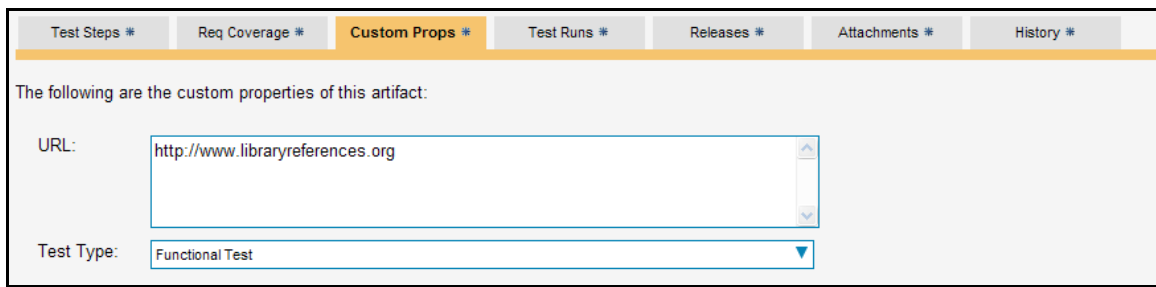 Test Steps * Req Coverage * Custom Props * Test Runs * Releases * Attachments * History *
The following are the custom properties of this artifact:
URL: http://www.libraryreferences.org
Test Type: Functional Test